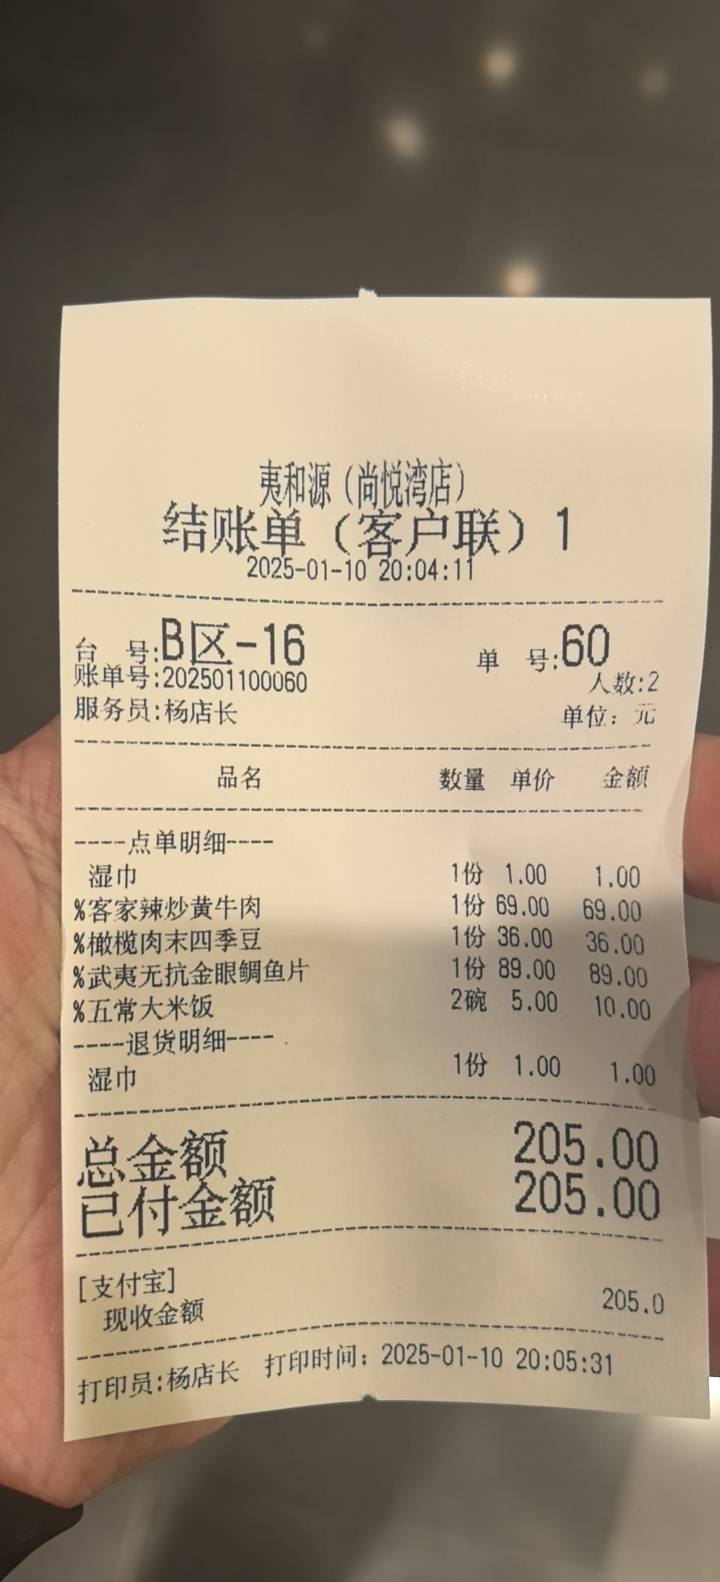 夷和源（尚悦湾店）
结账单（客户联）1
2025-01-10 20:04:11
台 号:B区-16 单 号:60
账单号:202501100060 人数:2
服务员:杨店长 单位：元
品名 数量 单价 金额
----点单明细----
湿巾 1份 1.00 1.00
%客家辣炒黄牛肉 1份 69.00 69.00
%橄榄肉末四季豆 1份 36.00 36.00
%武夷无抗金眼鲷鱼片 1份 89.00 89.00
%五常大米饭 2碗 5.00 10.00
----退货明细----
湿巾 1份 1.00 1.00
总金额 205.00
已付金额 205.00
[支付宝]
现收金额 205.0
打印员:杨店长 打印时间：2025-01-10 20:05:31